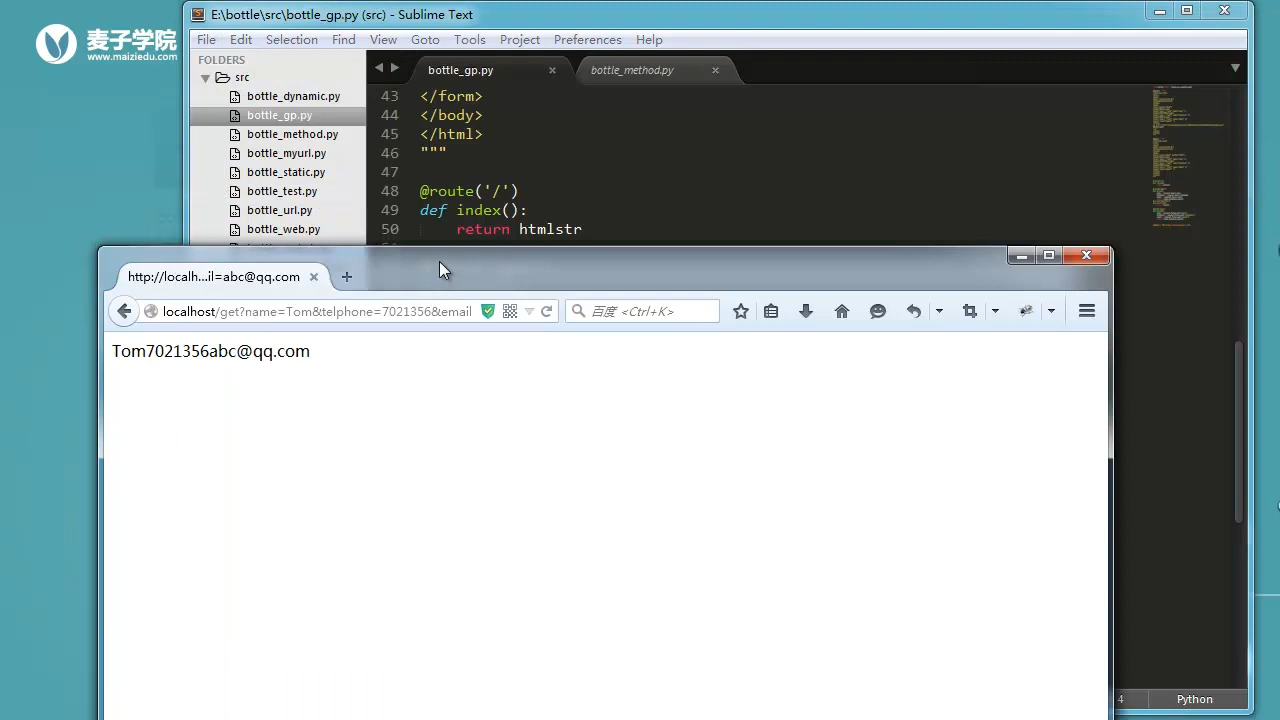 麦子学院
www.maiziedu.com
E:\bottle\src\bottle_gp.py (src) - Sublime Text
File Edit Selection Find View Goto Tools Project Preferences Help
FOLDERS
src
bottle_dynamic.py
bottle_gp.py
bottle_method.py
bottle_myurl.py
bottle_static.py
bottle_test.py
bottle_url.py
bottle_web.py
bottle_gp.py
bottle_method.py
43 </form>
44 </body>
45 </html>
46 """
47
48 @route('/')
49 def index():
50 return htmlstr
http://localh...il=abc@qq.com
localhost/get?name=Tom&telphone=7021356&email
百度 <Ctrl+K>
Tom7021356abc@qq.com
4
Python